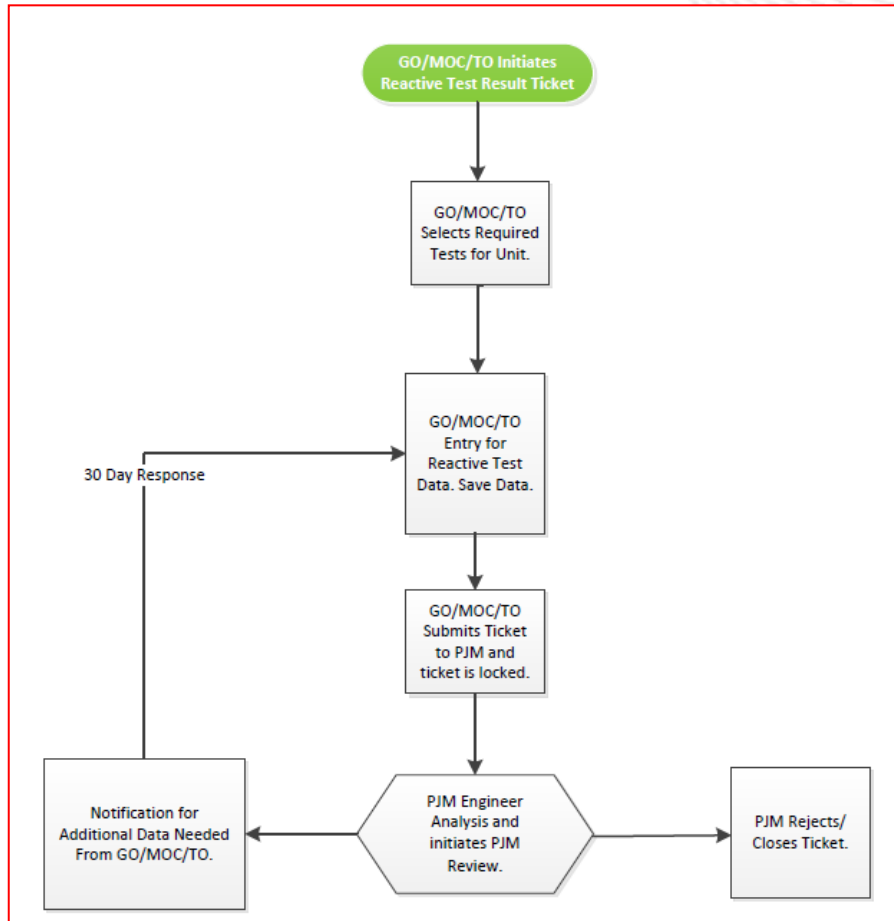 GO/MOC/TO Initiates
Reactive Test Result Ticket
GO/MOC/TO
Selects Required
Tests for Unit.
GO/MOC/TO
Entry for
Reactive Test
Data. Save Data.
30 Day Response
GO/MOC/TO
Submits Ticket
to PJM and
ticket is locked.
Notification for
Additional Data Needed
From GO/MOC/TO.
PJM Engineer
Analysis and
initiates PJM
Review.
PJM Rejects/
Closes Ticket.